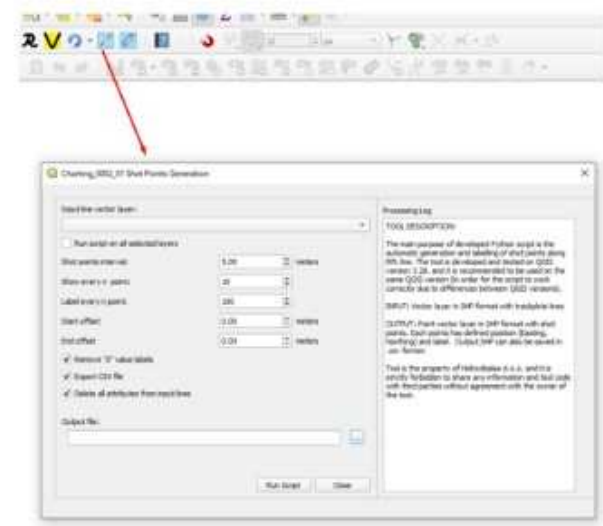 Charting_0002_07 Shot Points Generation
Input line vector layer:
Run script on all selected layers
Shot points interval: 5.00 meters
Show every n points
Label every n points 100
Start offset 0.00 meters
End offset 0.00 meters
Remove "0" value labels
Export CSV file
Delete all attributes from input lines
Output file:
Run Script
Close
Processing Log
TOOL DESCRIPTION:
The main purpose of developed Python script is the
automatic generation and labelling of shot points along
line. The tool is developed and tested on QGIS
version 3.28, and it is recommended to be used on the
same QGIS version (in order for the script to work
correctly due to differences between QGIS versions).
INPUT: Vector layer in SHP format with trackplot lines
OUTPUT: Point vector layer in SHP format with shot
points. Each points has defined position (Easting,
Northing) and label. Output SHP can also be saved in
.csv format.
Tool is the property of d.o.o. and it is
strictly forbidden to share any information and tool code
with third parties without agreement with the owner of
the tool.